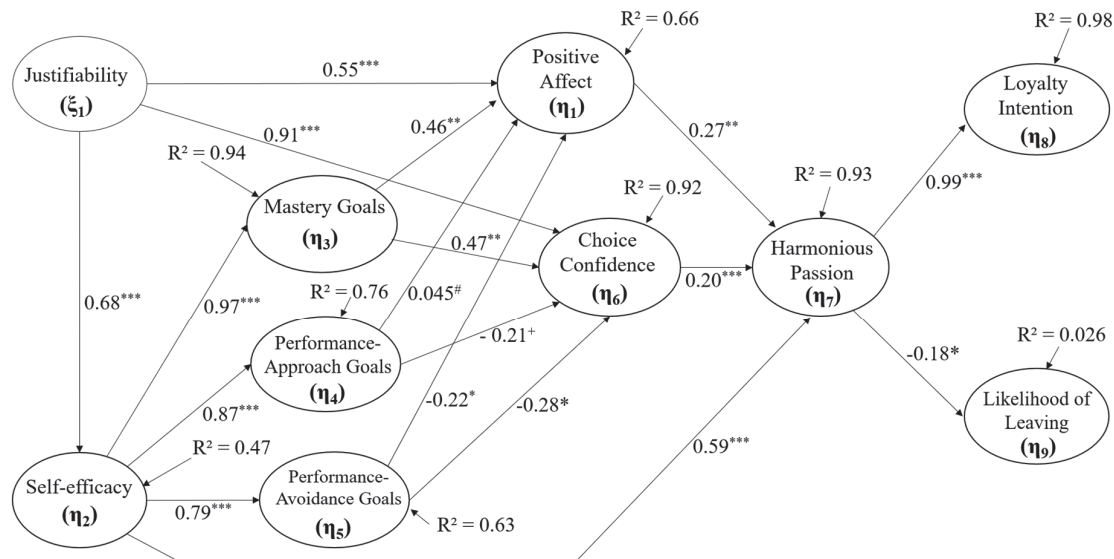 R² = 0.66
R² = 0.98
Justifiability
(ξ₁)
0.55***
Positive
Affect
(η₁)
Loyalty
Intention
(η₈)
0.91***
0.46**
0.27**
R² = 0.94
R² = 0.92
R² = 0.93
0.99***
Mastery Goals
(η₃)
0.47**
Choice
Confidence
(η₆)
0.20***
Harmonious
Passion
(η₇)
0.68***
0.97***
R² = 0.76
0.045#
Performance-
Approach Goals
(η₄)
- 0.21⁺
R² = 0.026
-0.18*
0.87***
-0.22*
-0.28*
Likelihood of
Leaving
(η₉)
R² = 0.47
0.59***
Self-efficacy
(η₂)
0.79***
Performance-
Avoidance Goals
(η₅)
R² = 0.63